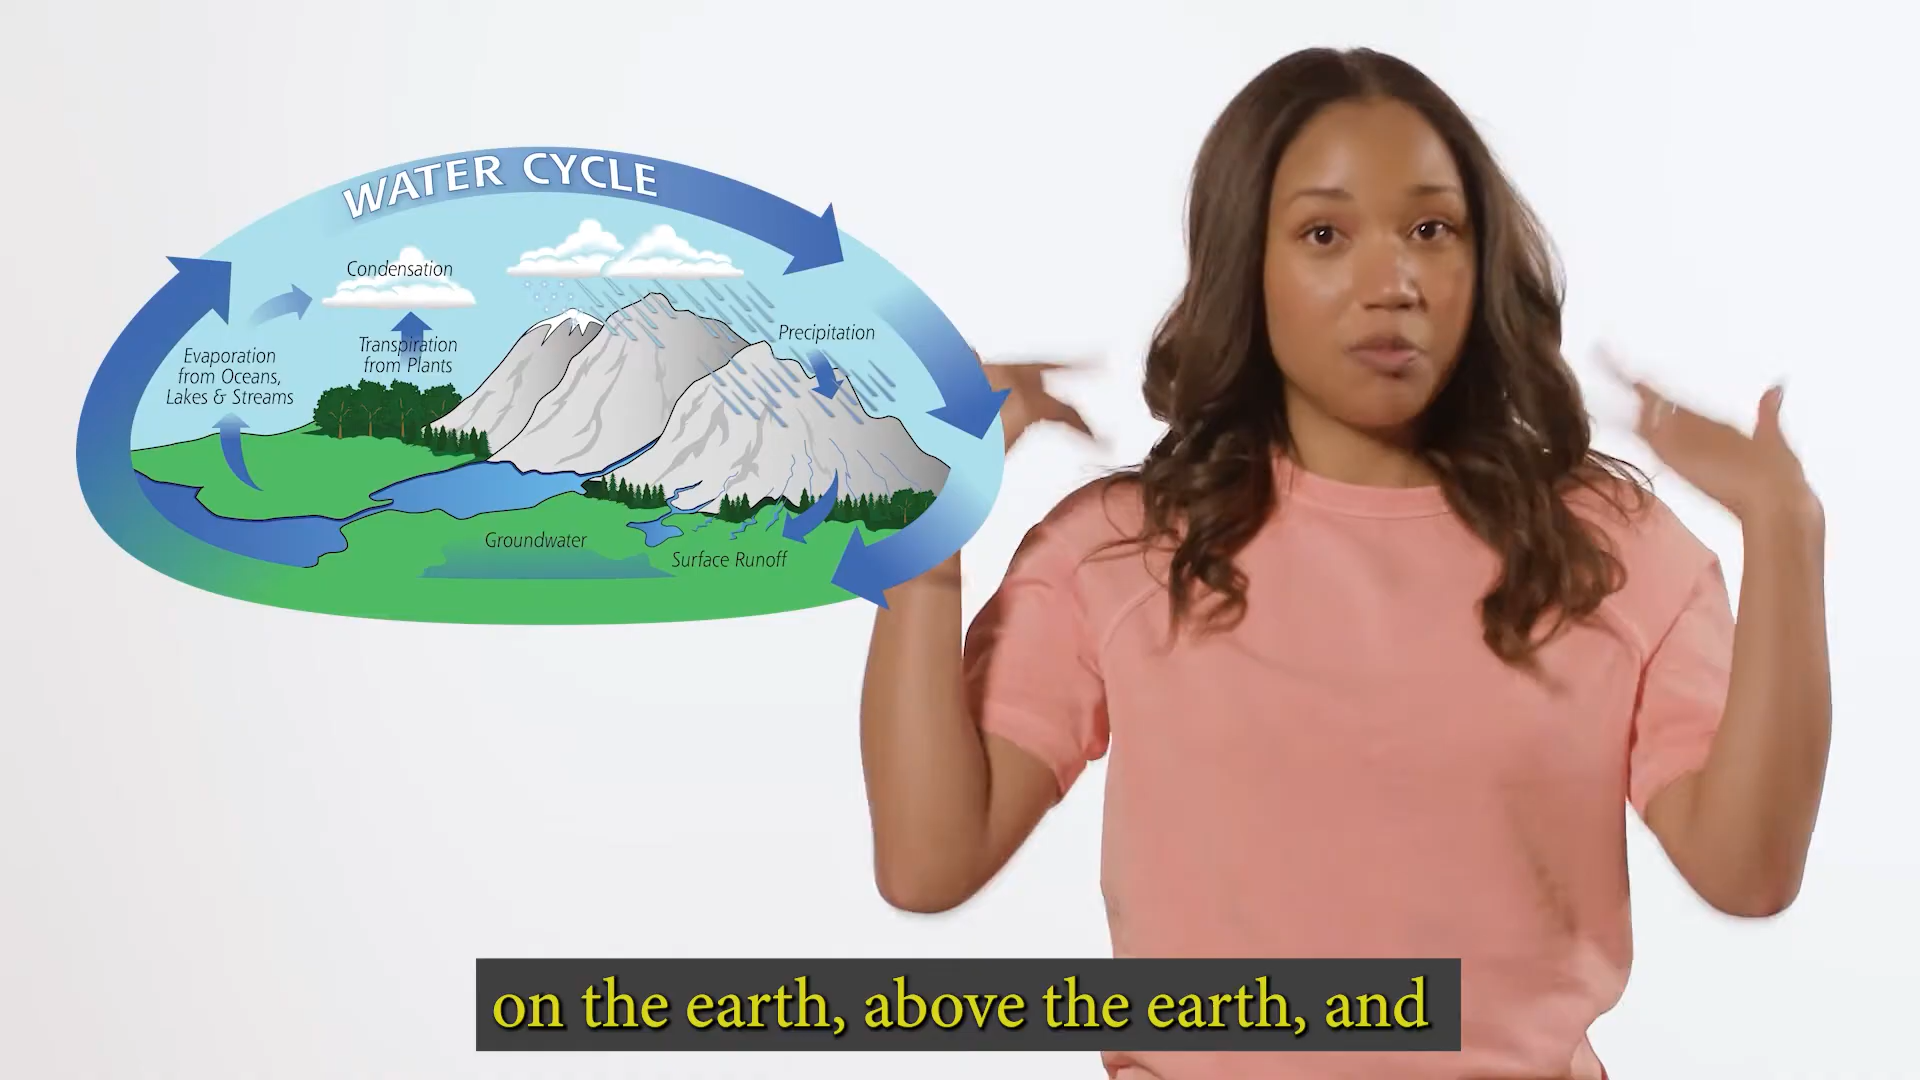 WATER CYCLE
Condensation
Precipitation
Transpiration
from Plants
Evaporation
from Oceans,
Lakes & Streams
Groundwater
Surface Runoff
on the earth, above the earth, and